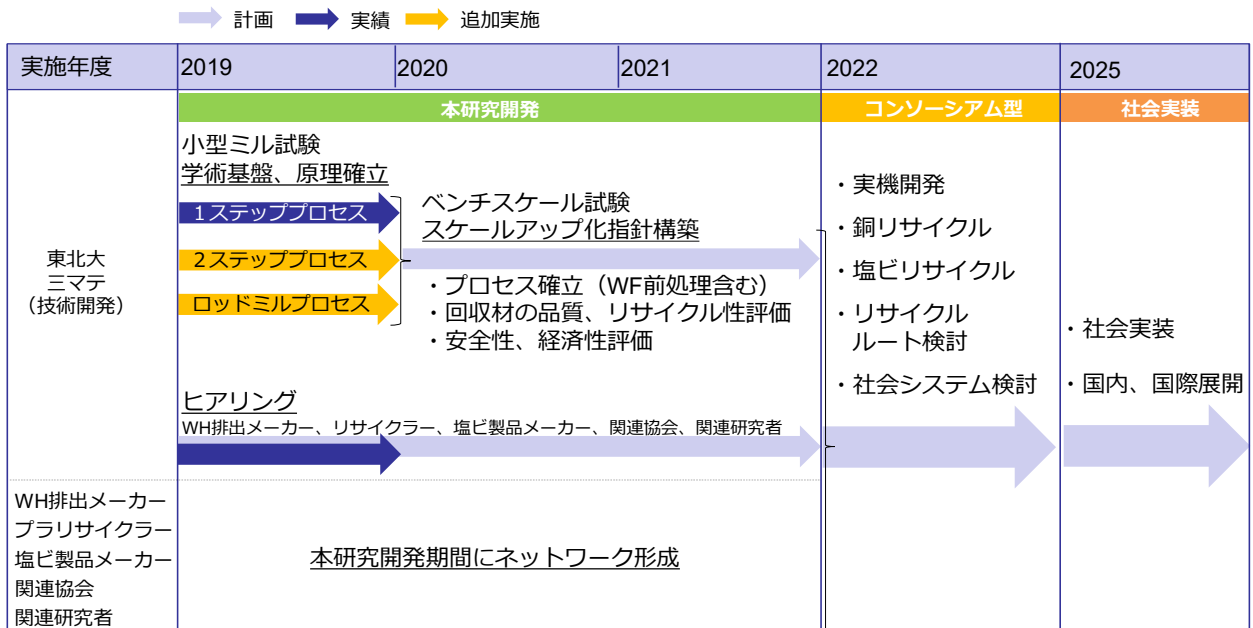 計画 実績 追加実施
実施年度 2019 2020 2021 2022 2025
本研究開発 コンソーシアム型 社会実装
東北大
三マテ
（技術開発）
小型ミル試験
学術基盤、原理確立
1ステッププロセス
2ステッププロセス
ロッドミルプロセス
ベンチスケール試験
スケールアップ化指針構築
・プロセス確立（WF前処理含む）
・回収材の品質、リサイクル性評価
・安全性、経済性評価
ヒアリング
WH排出メーカー、リサイクラー、塩ビ製品メーカー、関連協会、関連研究者
・実機開発
・銅リサイクル
・塩ビリサイクル
・リサイクル
ルート検討
・社会システム検討
・社会実装
・国内、国際展開
WH排出メーカー
プラリサイクラー
塩ビ製品メーカー
関連協会
関連研究者
本研究開発期間にネットワーク形成